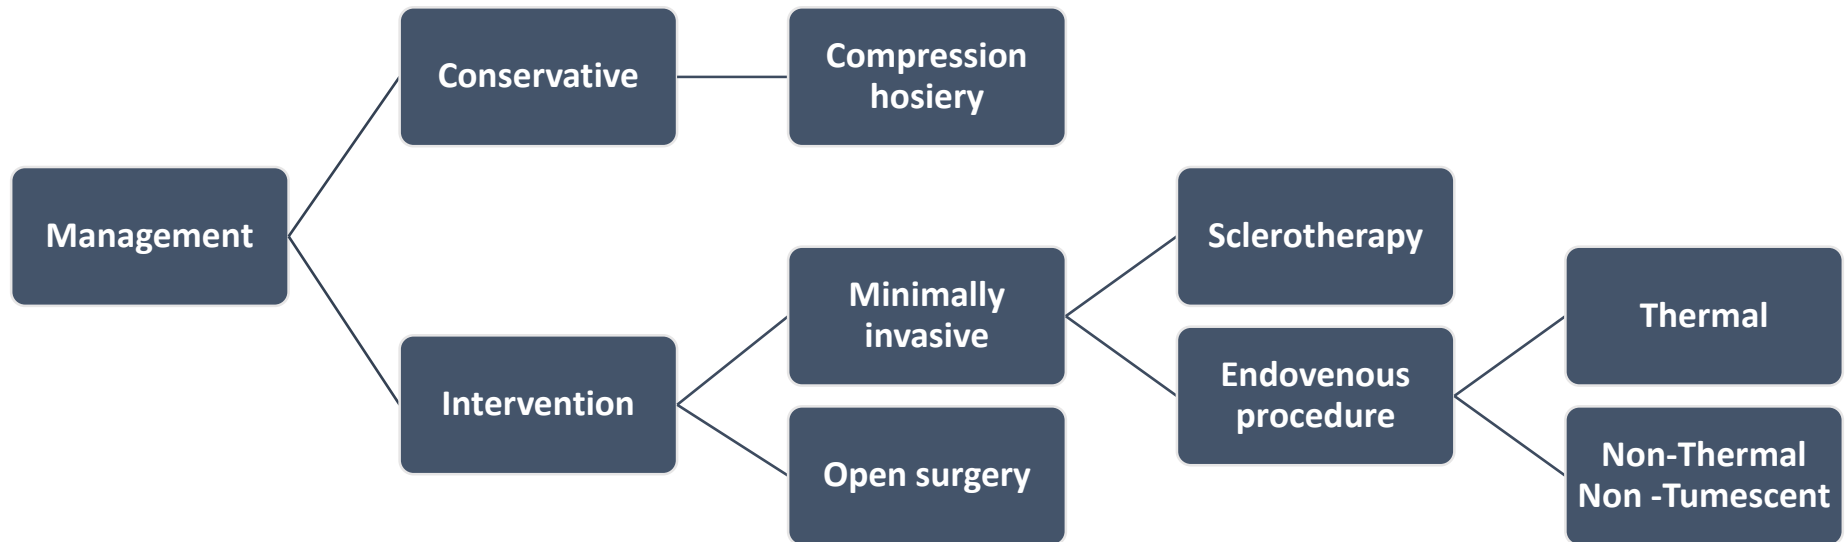 Management
Conservative
Compression
hosiery
Intervention
Minimally
invasive
Sclerotherapy
Endovenous
procedure
Thermal
Non-Thermal
Non -Tumescent
Open surgery